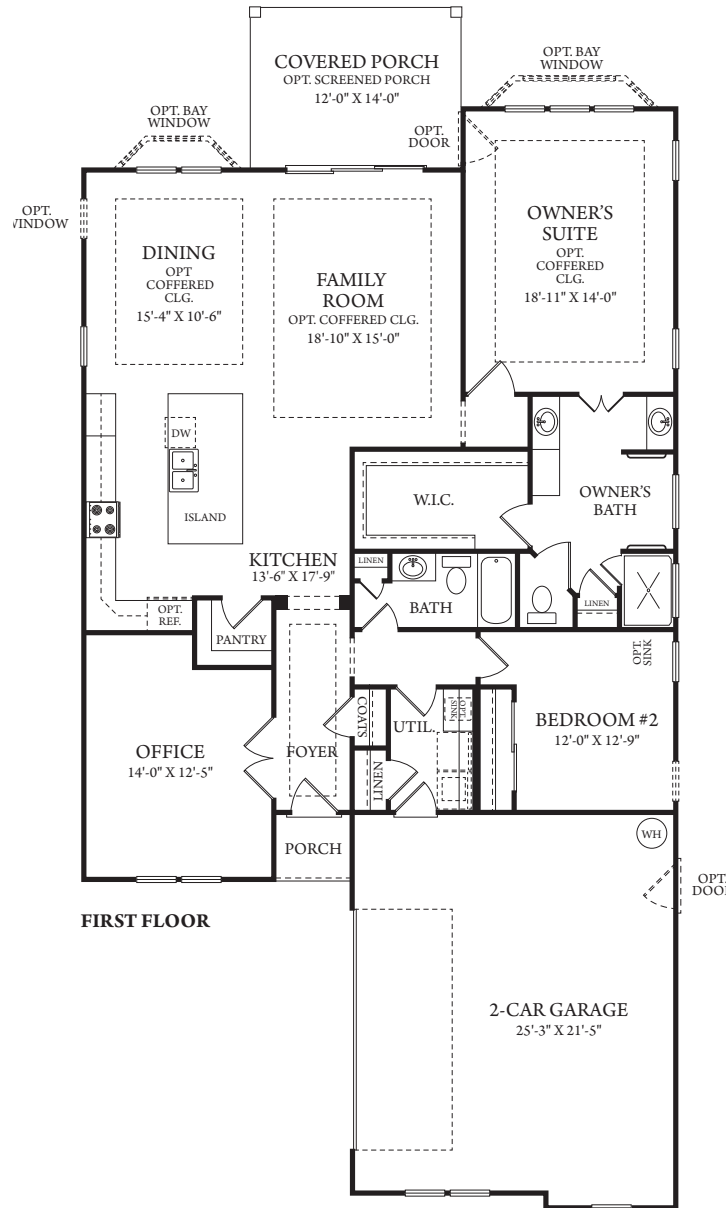 COVERED PORCH
OPT. SCREENED PORCH
12'-0" X 14'-0"
OPT. BAY
WINDOW
OPT. BAY
WINDOW
OPT.
DOOR
OPT.
WINDOW
OWNER'S
SUITE
OPT.
COFFERED
CLG.
18'-11" X 14'-0"
DINING
OPT
COFFERED
CLG.
15'-4" X 10'-6"
FAMILY
ROOM
OPT. COFFERED CLG.
18'-10" X 15'-0"
DW
ISLAND
W.I.C.
OWNER'S
BATH
KITCHEN
13'-6" X 17'-9"
LINEN
BATH
LINEN
OPT.
REF.
PANTRY
OPT.
SINK
OFFICE
14'-0" X 12'-5"
FOYER
COATS
UTIL.
OPT.
SINK
BEDROOM #2
12'-0" X 12'-9"
LINEN
PORCH
WH
OPT.
DOOR
FIRST FLOOR
2-CAR GARAGE
25'-3" X 21'-5"